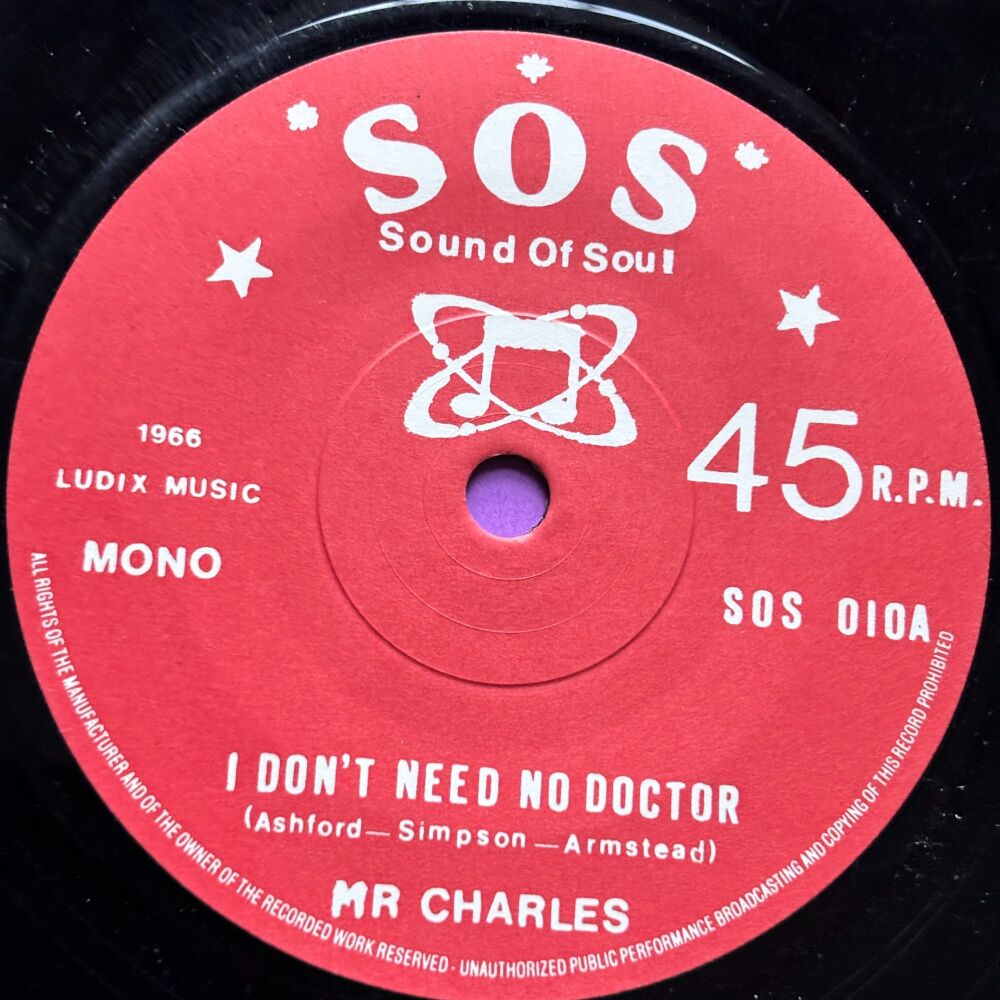 SOS
Sound Of Soul
1966
LUDIX MUSIC
MONO
45 R.P.M.
SOS 010A
I DON'T NEED NO DOCTOR
(Ashford — Simpson — Armstead)
MR CHARLES
ALL RIGHTS OF THE MANUFACTURER AND OF THE OWNER OF THE RECORDED WORK RESERVED - UNAUTHORIZED PUBLIC PERFORMANCE BROADCASTING AND COPYING OF THIS RECORD PROHIBITED